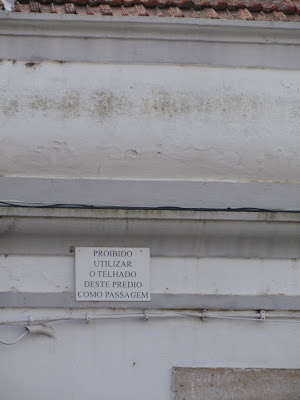 PROIBIDO
UTILIZAR
O TELHADO
DESTE PREDIO
COMO PASSAGEM